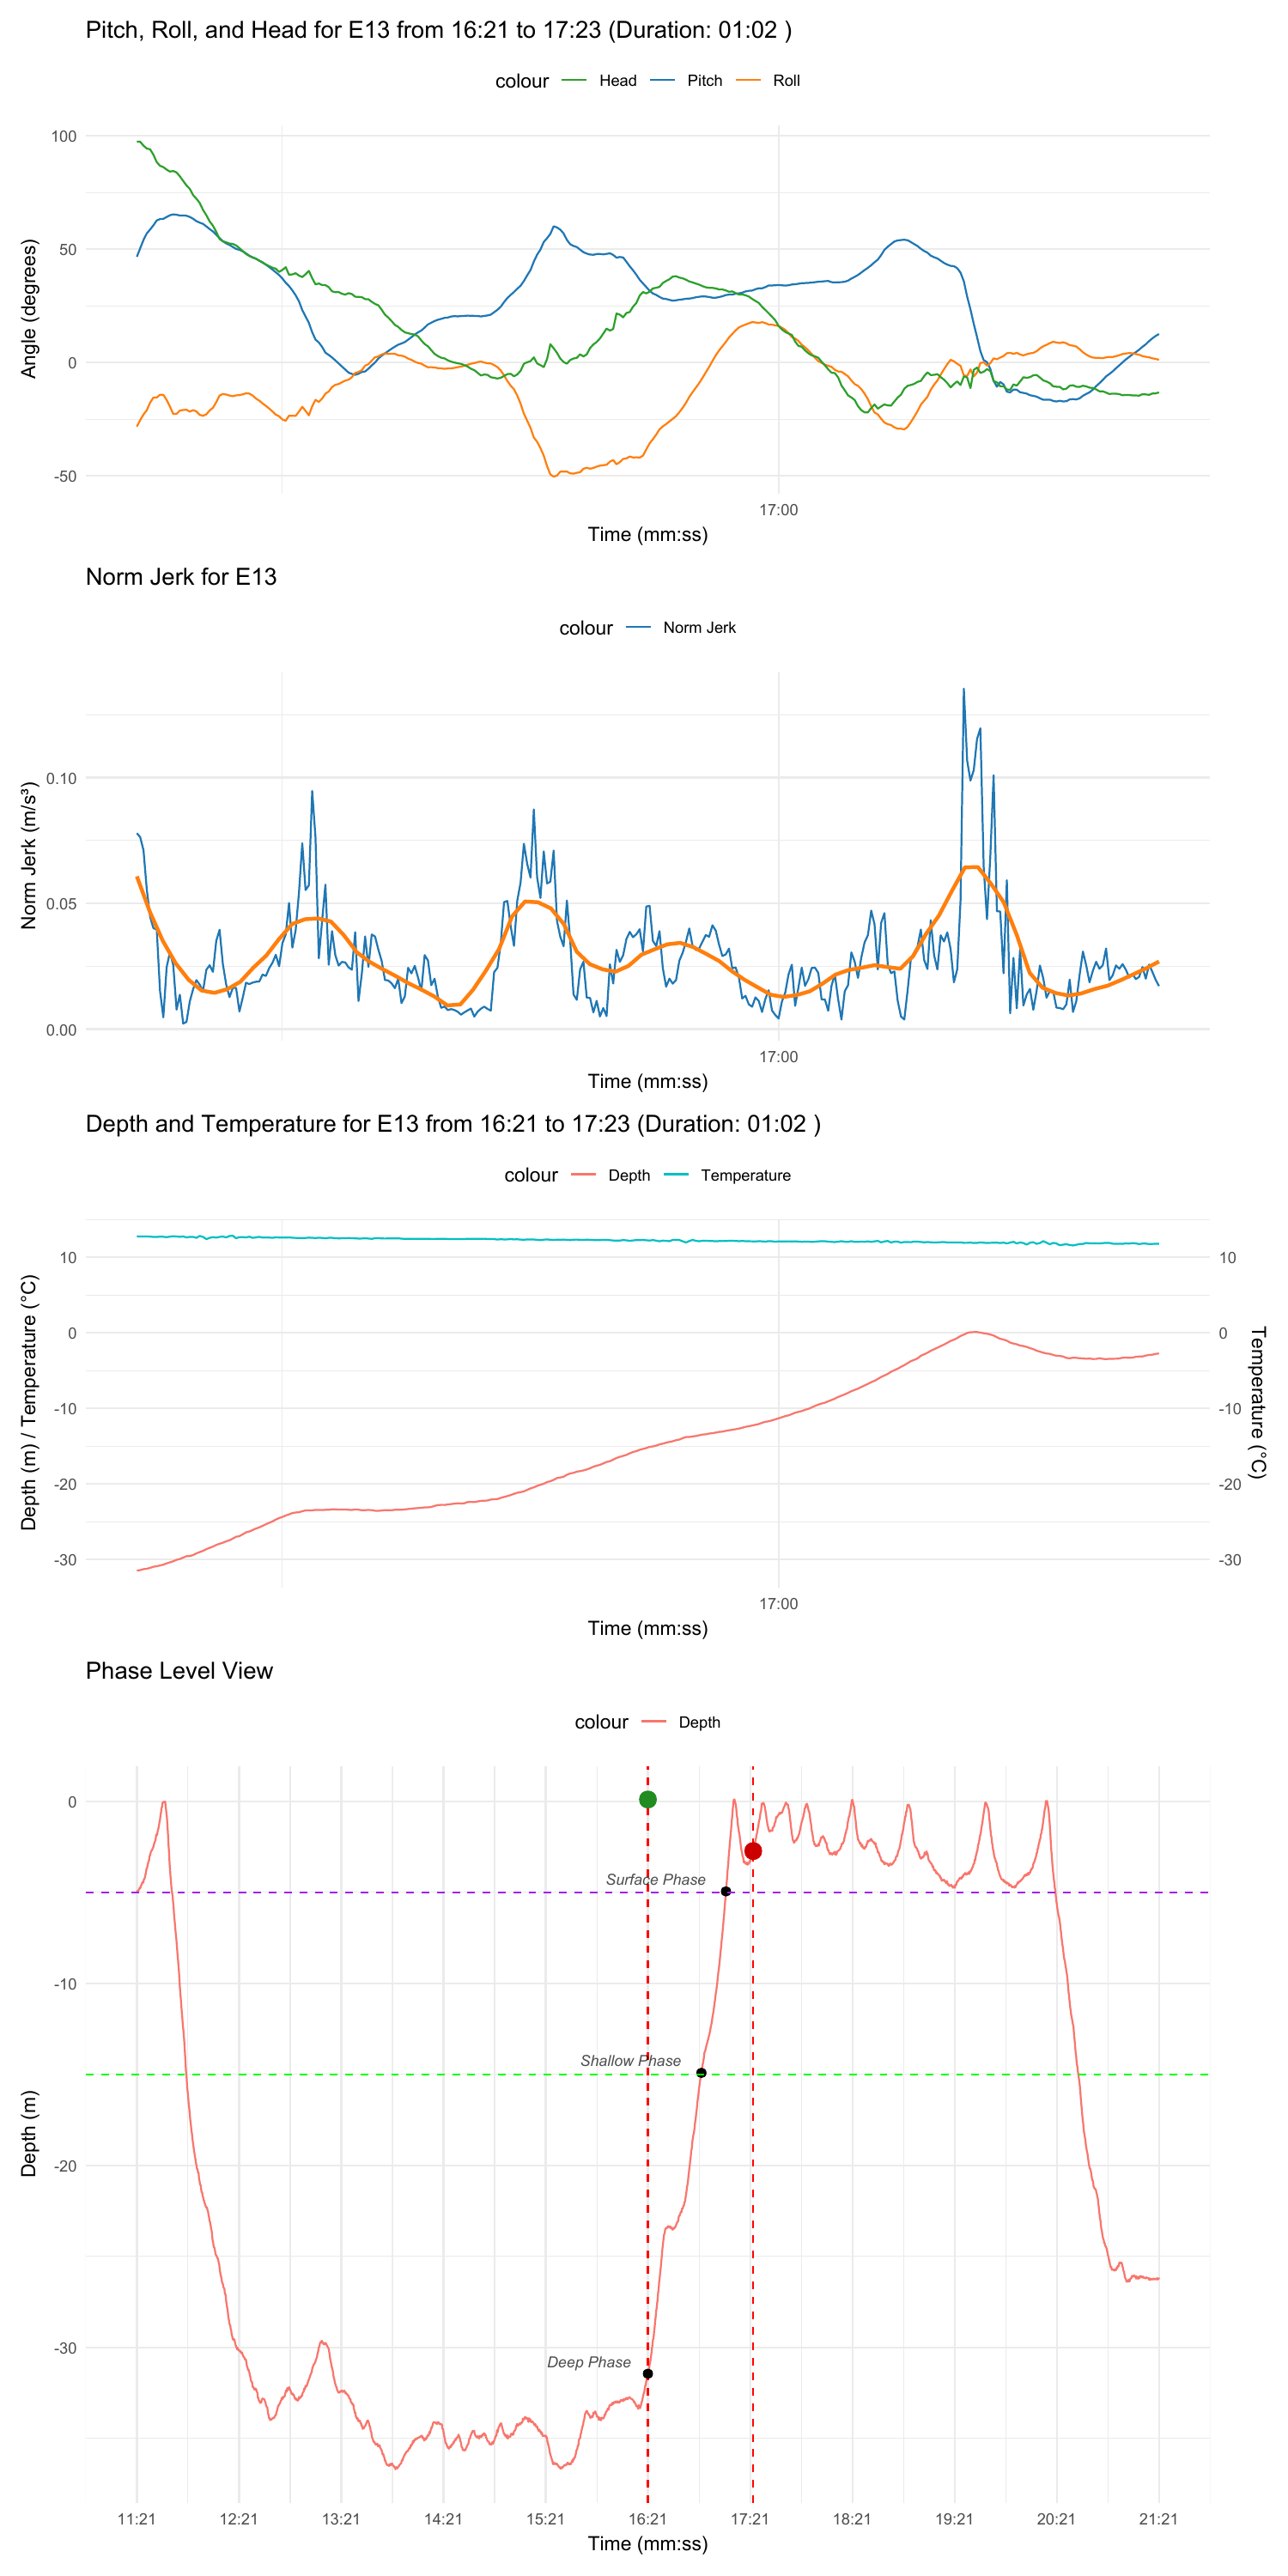 Pitch, Roll, and Head for E13 from 16:21 to 17:23 (Duration: 01:02 )
colour Head Pitch Roll
100
50
0
-50
Angle (degrees)
17:00
Time (mm:ss)
Norm Jerk for E13
colour Norm Jerk
0.10
0.05
0.00
Norm Jerk (m/s³)
17:00
Time (mm:ss)
Depth and Temperature for E13 from 16:21 to 17:23 (Duration: 01:02 )
colour Depth Temperature
10 10
0 0
-10 -10
-20 -20
-30 -30
Depth (m) / Temperature (°C)
Temperature (°C)
17:00
Time (mm:ss)
Phase Level View
colour Depth
0
Surface Phase
-10
Shallow Phase
-20
-30
Deep Phase
Depth (m)
11:21 12:21 13:21 14:21 15:21 16:21 17:21 18:21 19:21 20:21 21:21
Time (mm:ss)